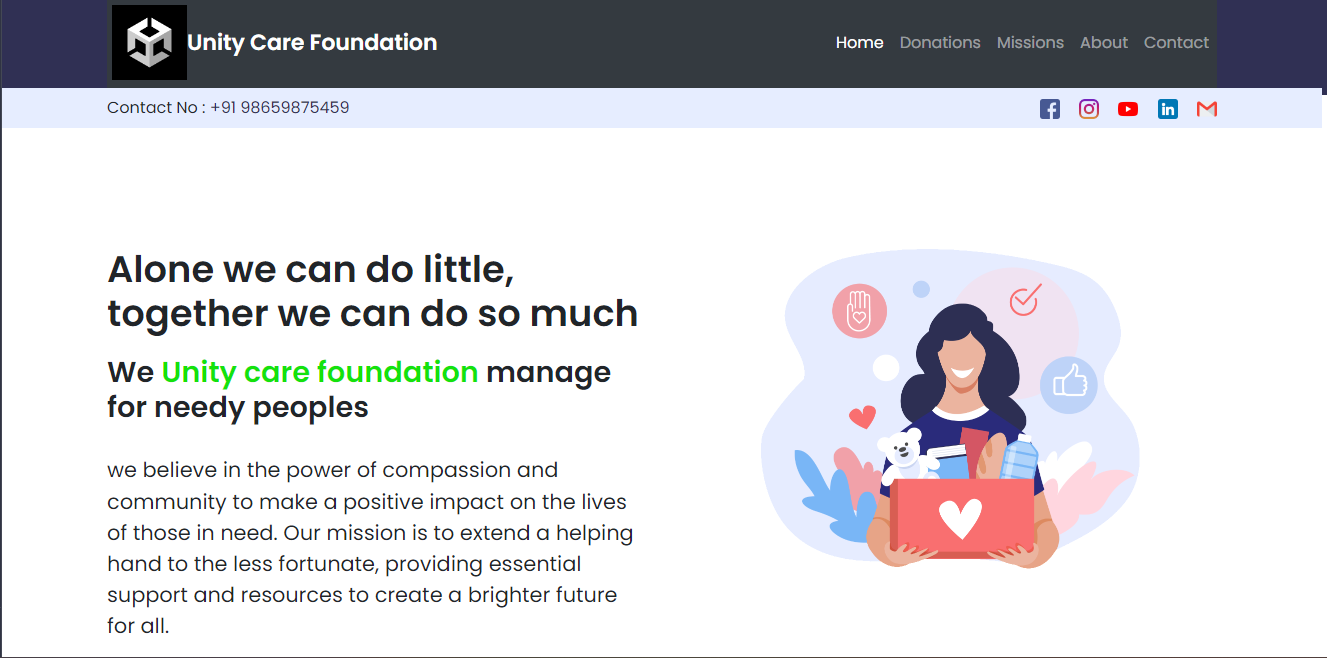 Unity Care Foundation
Home Donations Missions About Contact
Contact No : +91 98659875459
in
Alone we can do little,
together we can do so much
We Unity care foundation manage
for needy peoples
we believe in the power of compassion and
community to make a positive impact on the lives
of those in need. Our mission is to extend a helping
hand to the less fortunate, providing essential
support and resources to create a brighter future
for all.